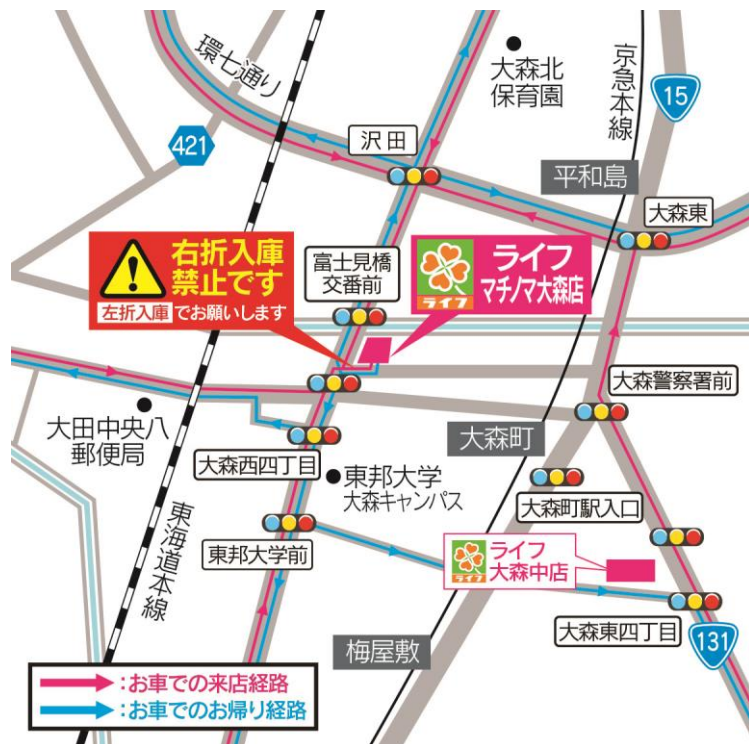 環七通り
大森北
保育園
京急本線
15
421
沢田
平和島
大森東
右折入庫
禁止です
左折入庫でお願いします
富士見橋
交番前
ライフ
ライフ
マチノマ大森店
大森警察署前
大田中央八
郵便局
大森西四丁目
大森町
東邦大学
大森キャンパス
大森町駅入口
東海道本線
東邦大学前
ライフ
ライフ
大森中店
大森東四丁目
梅屋敷
131
:お車での来店経路
:お車でのお帰り経路